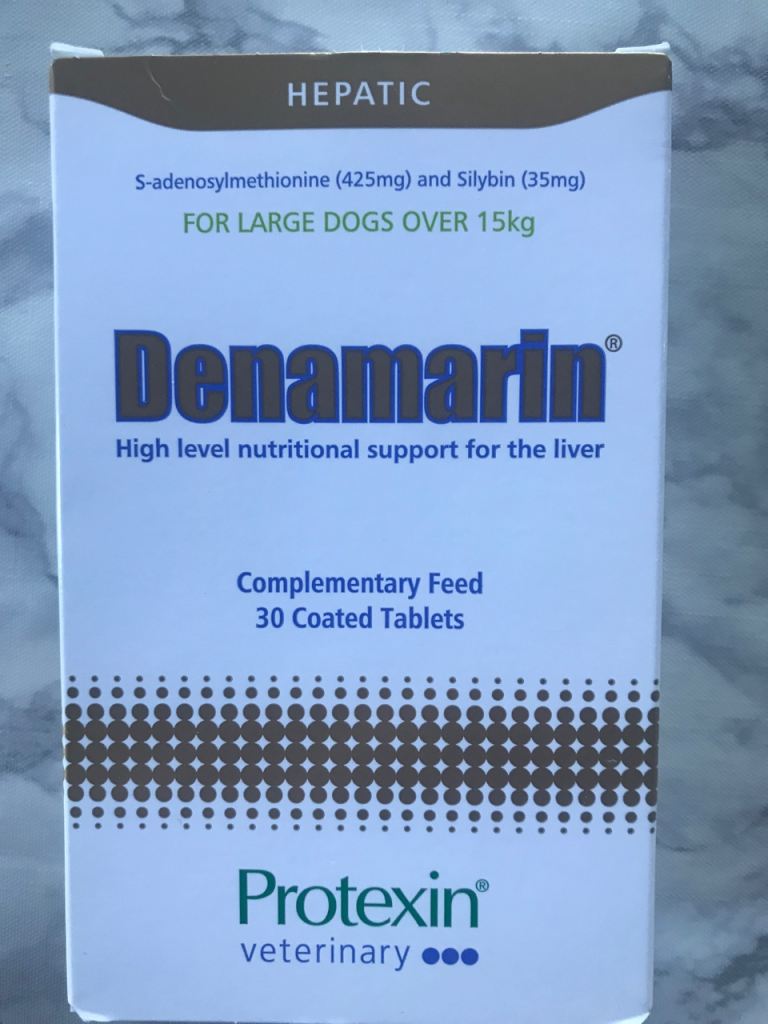 HEPATIC
S-adenosylmethionine (425mg) and Silybin (35mg)
FOR LARGE DOGS OVER 15kg
Denamarin®
High level nutritional support for the liver
Complementary Feed
30 Coated Tablets
Protexin®
veterinary